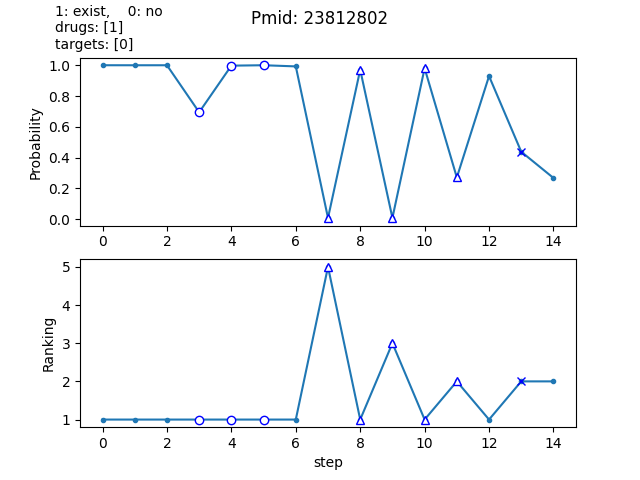 1: exist,    0: no
drugs: [1]
targets: [0]
Pmid: 23812802
1.0
0.8
0.6
0.4
0.2
0.0
Probability
0 2 4 6 8 10 12 14
5
4
3
2
1
Ranking
0 2 4 6 8 10 12 14
step